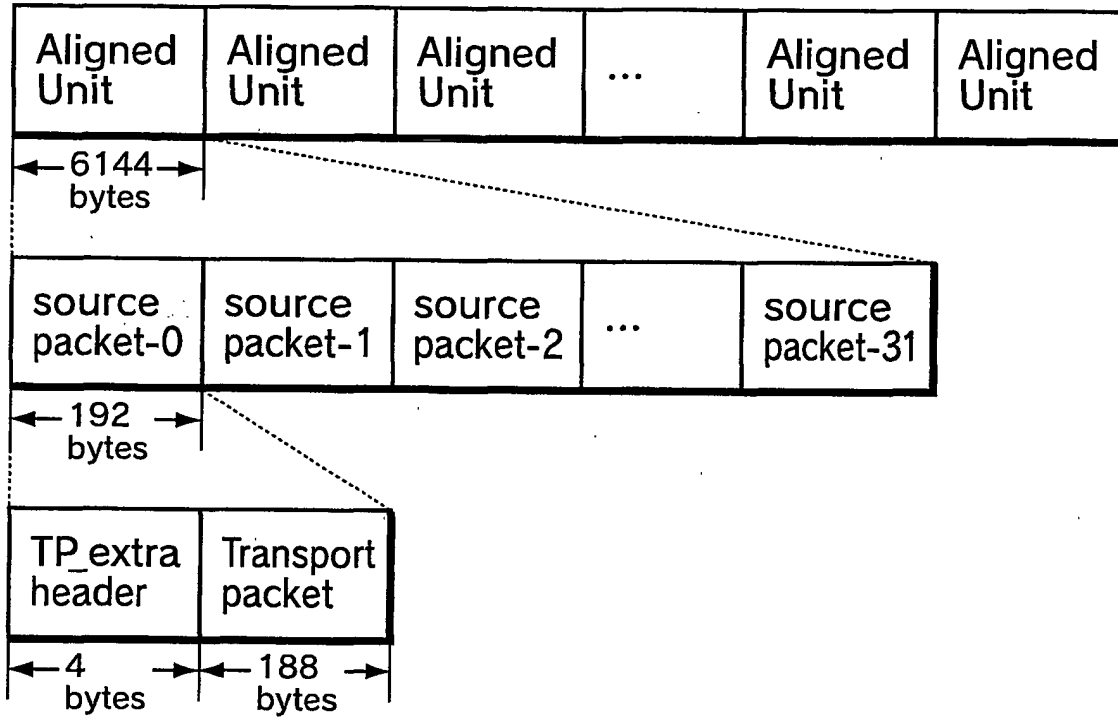 Aligned Unit
Aligned Unit
Aligned Unit
...
Aligned Unit
Aligned Unit
6144 bytes
source packet-0
source packet-1
source packet-2
...
source packet-31
192 bytes
TP_extra header
Transport packet
4 bytes
188 bytes